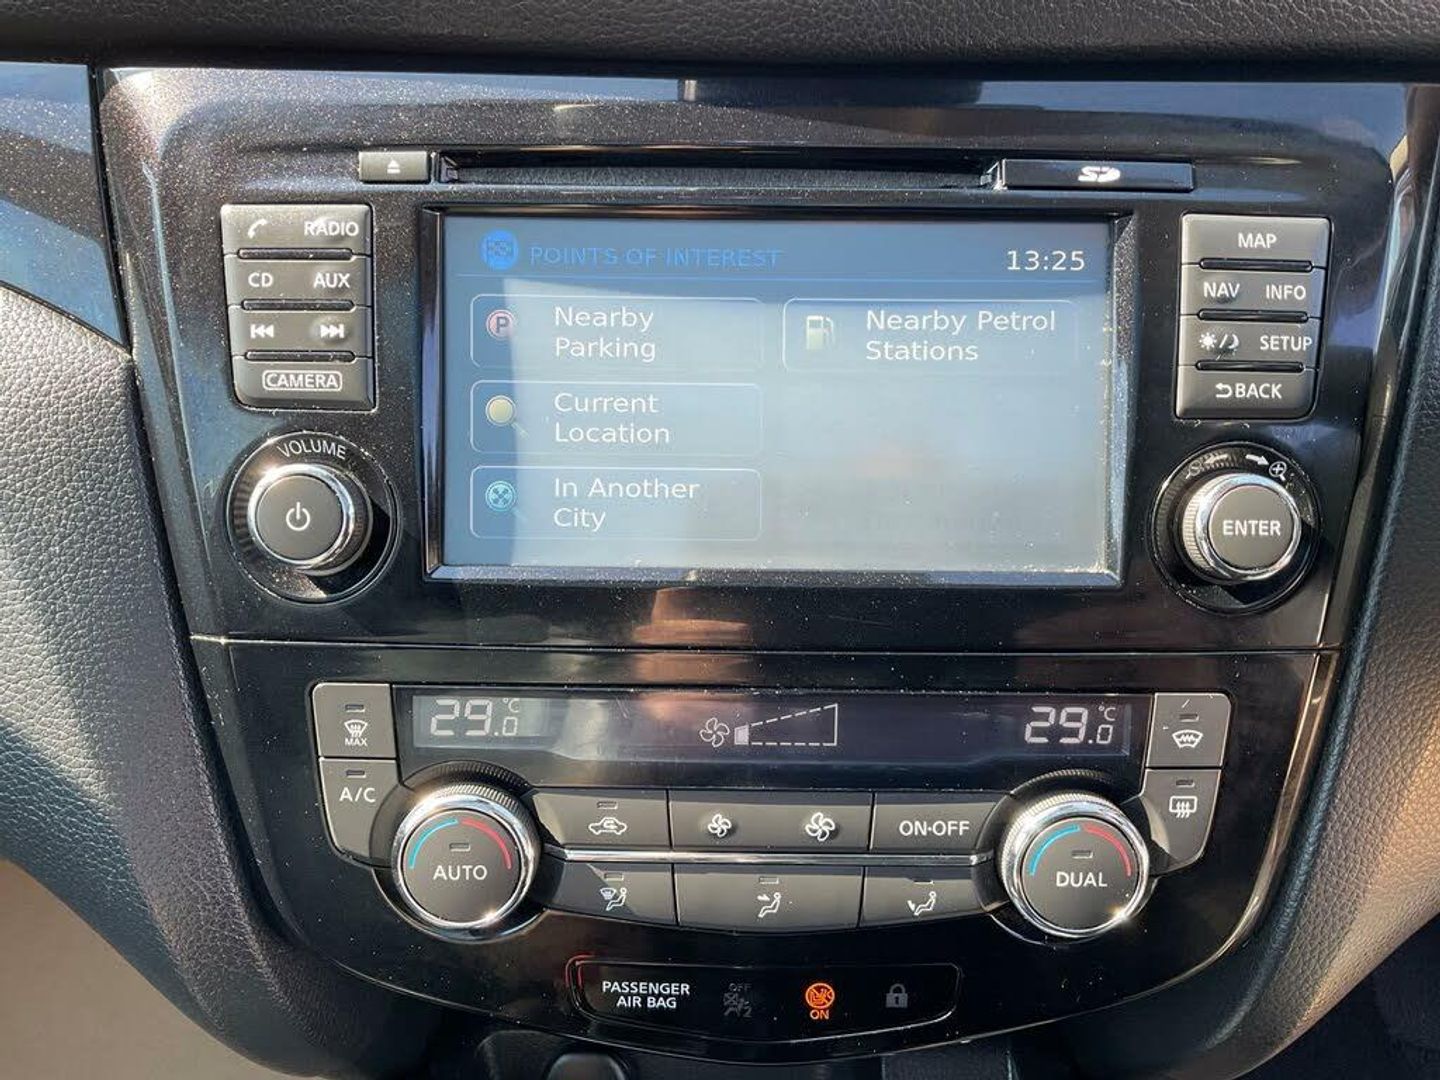 SD
RADIO
CD AUX
CAMERA
VOLUME
POINTS OF INTEREST 13:25
Nearby
Parking
Nearby Petrol
Stations
Current
Location
In Another
City
MAP
NAV INFO
SETUP
BACK
ENTER
29.0 °C
29.0 °C
MAX
A/C
AUTO
ON·OFF
DUAL
PASSENGER
AIR BAG
OFF
2
ON